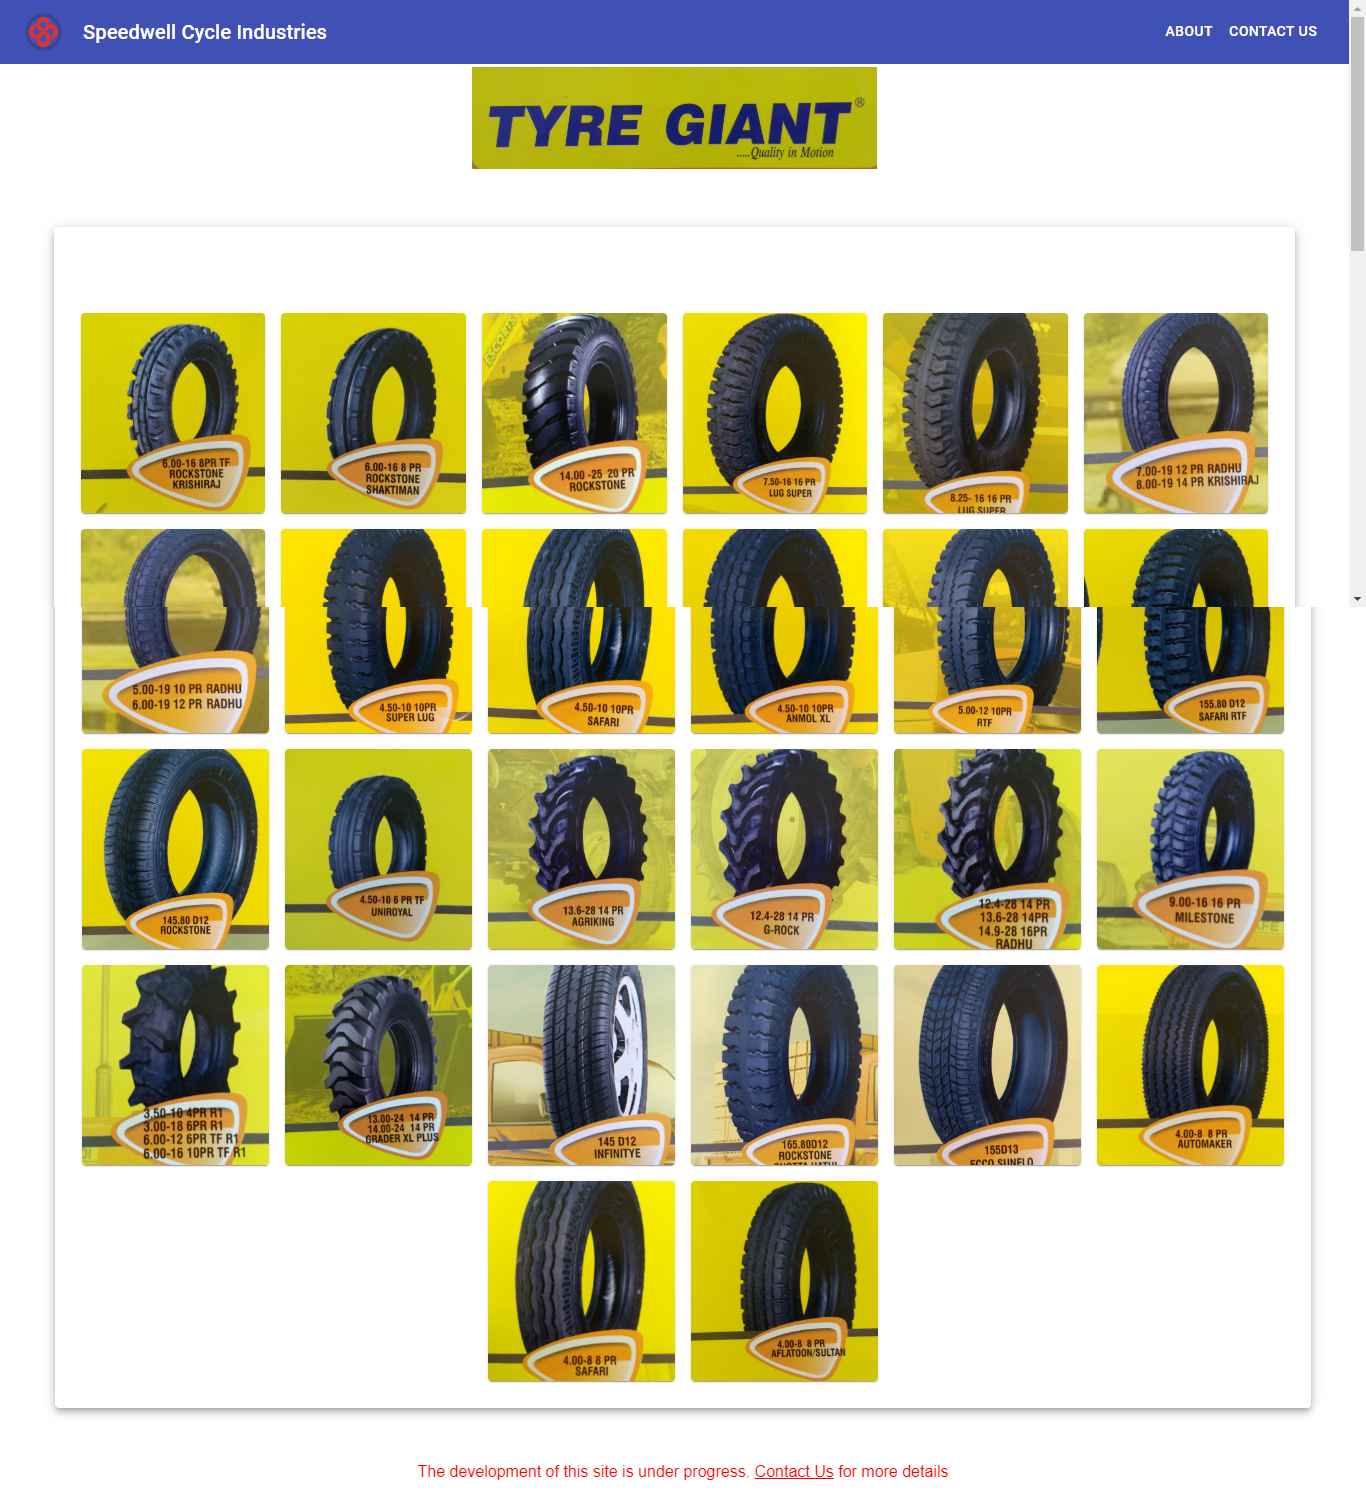 Speedwell Cycle Industries
ABOUT
CONTACT US
TYRE GIANT®
.....Quality in Motion
6.00-16 8PR TF
ROCKSTONE
KRISHIRAJ
6.00-16 8 PR
ROCKSTONE
SHAKTIMAN
ESCORTS
14.00 -25 20 PR
ROCKSTONE
7.50-16 16 PR
LUG SUPER
8.25- 16 16 PR
LUG SUPER
7.00-19 12 PR RADHU
8.00-19 14 PR KRISHIRAJ
5.00-19 10 PR RADHU
6.00-19 12 PR RADHU
4.50-10 10PR
SUPER LUG
4.50-10 10PR
SAFARI
4.50-10 10PR
ANMOL XL
5.00-12 10PR
RTF
155.80 D12
SAFARI RTF
145.80 D12
ROCKSTONE
4.50-10 6 PR TF
UNIROYAL
13.6-28 14 PR
AGRIKING
12.4-28 14 PR
G-ROCK
12.4-28 14 PR
13.6-28 14PR
14.9-28 16PR
RADHU
9.00-16 16 PR
MILESTONE
3.50-10 4PR R1
3.00-18 6PR R1
6.00-12 6PR TF R1
6.00-16 10PR TF R1
13.00-24 14 PR
14.00-24 14 PR
GRADER XL PLUS
145 D12
INFINITYE
165.80D12
ROCKSTONE
155D13
ECCO SUNFLO
4.00-8 8 PR
AUTOMAKER
4.00-8 8 PR
SAFARI
4.00-8 8 PR
AFLATOON/SULTAN
The development of this site is under progress. Contact Us for more details